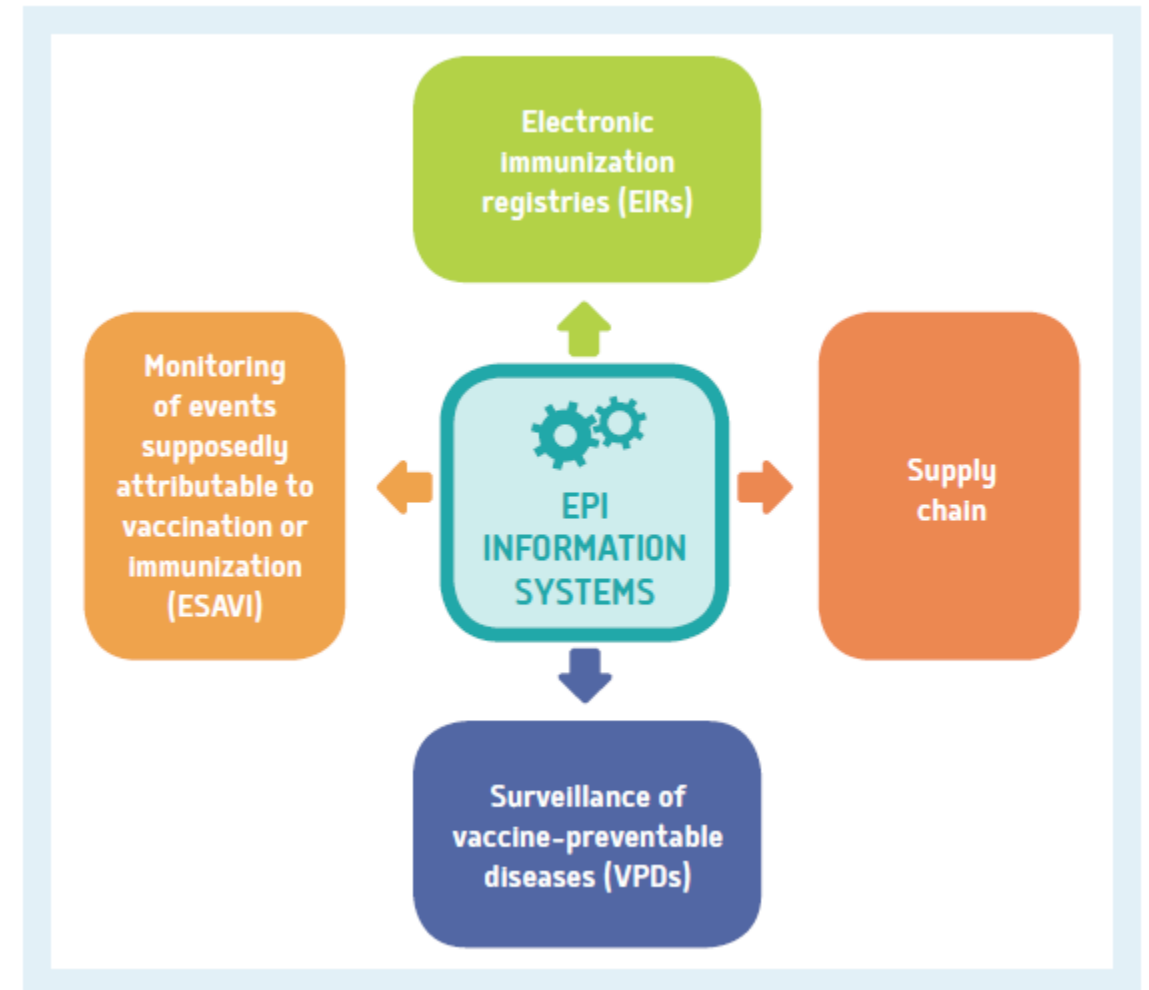 Electronic
immunization
registries (EIRs)
Monitoring
of events
supposedly
attributable to
vaccination or
immunization
(ESAVI)
EPI
INFORMATION
SYSTEMS
Supply
chain
Surveillance of
vaccine-preventable
diseases (VPDs)